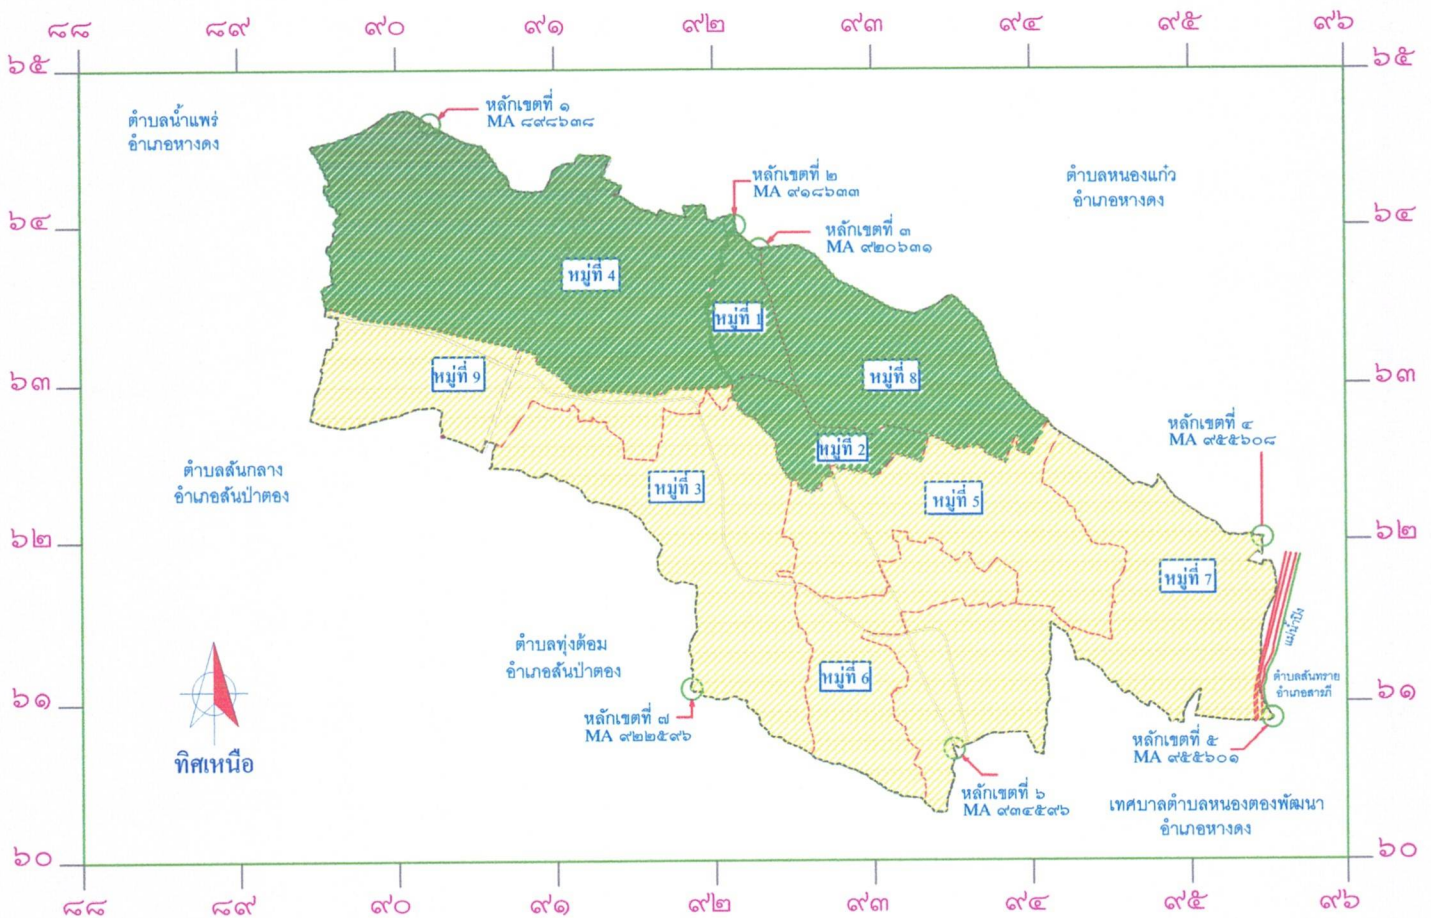 ๘๘ ๘๙ ๙๐ ๙๑ ๙๒ ๙๓ ๙๔ ๙๕ ๙๖
๖๕ ๖๕
ตำบลน้ำแพร่
อำเภอหางดง
หลักเขตที่ ๑
MA ๘๙๘๖๓๘
หลักเขตที่ ๒
MA ๙๑๘๖๓๓
ตำบลหนองแก๋ว
อำเภอหางดง
๖๔ ๖๔
หลักเขตที่ ๓
MA ๙๒๐๖๓๑
หมู่ที่ 4
หมู่ที่ 1
หมู่ที่ 9
หมู่ที่ 8
๖๓ ๖๓
หลักเขตที่ ๔
MA ๙๕๕๖๐๘
หมู่ที่ 2
ตำบลสันกลาง
อำเภอสันป่าตอง
หมู่ที่ 3
หมู่ที่ 5
๖๒ ๖๒
หมู่ที่ 7
แม่น้ำปิง
ตำบลทุ่งต้อม
อำเภอสันป่าตอง
หมู่ที่ 6
ตำบลสันทราย
อำเภอสารภี
๖๑ ๖๑
หลักเขตที่ ๗
MA ๙๒๒๕๙๖
หลักเขตที่ ๕
MA ๙๕๕๖๐๑
ทิศเหนือ
หลักเขตที่ ๖
MA ๙๓๔๕๙๖
เทศบาลตำบลหนองตองพัฒนา
อำเภอหางดง
๖๐ ๖๐
๘๘ ๘๙ ๙๐ ๙๑ ๙๒ ๙๓ ๙๔ ๙๕ ๙๖